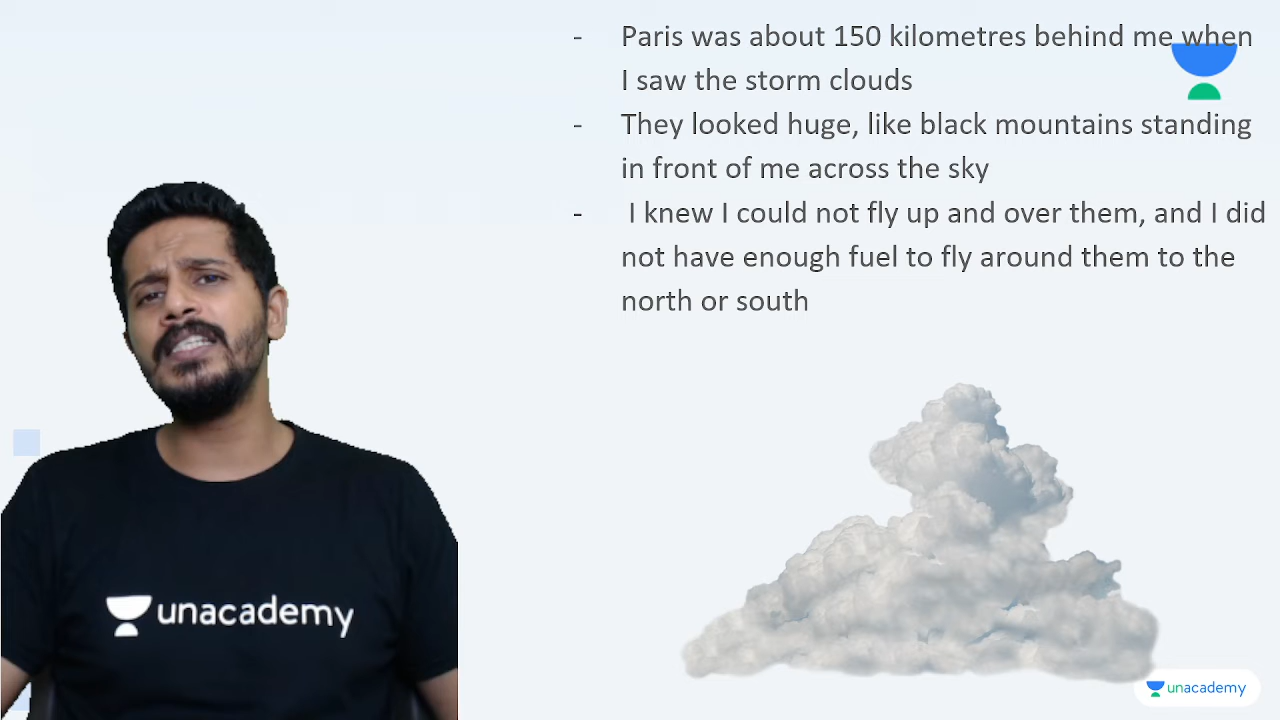 - Paris was about 150 kilometres behind me when
I saw the storm clouds
- They looked huge, like black mountains standing
in front of me across the sky
- I knew I could not fly up and over them, and I did
not have enough fuel to fly around them to the
north or south
unacademy
unacademy